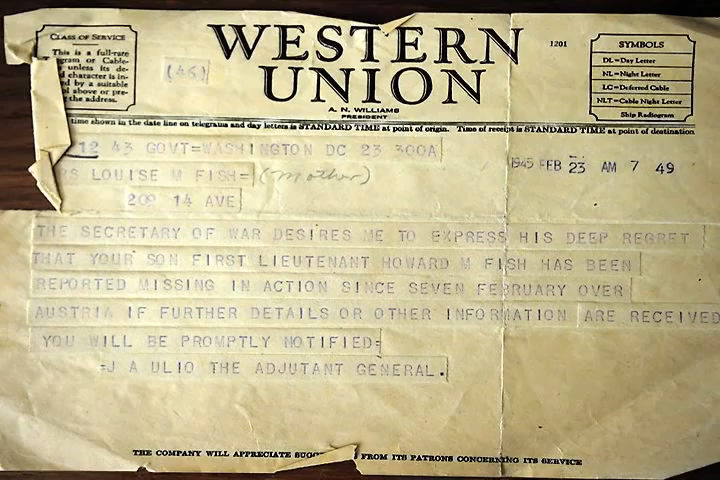 CLASS OF SERVICE
This is a full-rate
gram or Cable-
unless its de-
d character is in-
ed by a suitable
ol above or pre-
the address.
(46)
WESTERN
UNION
A. N. WILLIAMS
PRESIDENT
1201
SYMBOLS
DL=Day Letter
NL=Night Letter
LC=Deferred Cable
NLT=Cable Night Letter
Ship Radiogram
time shown in the date line on telegrams and day letters is STANDARD TIME at point of origin. Time of receipt is STANDARD TIME at point of destination
12 43 GOVT=WASHINGTON DC 23 300A
1945 FEB 23 AM 7 49
RS LOUISE M FISH= (Mother)
209 14 AVE
THE SECRETARY OF WAR DESIRES ME TO EXPRESS HIS DEEP REGRET
THAT YOUR SON FIRST LIEUTENANT HOWARD M FISH HAS BEEN
REPORTED MISSING IN ACTION SINCE SEVEN FEBRUARY OVER
AUSTRIA IF FURTHER DETAILS OR OTHER INFORMATION ARE RECEIVED
YOU WILL BE PROMPTLY NOTIFIED=
=J A ULIO THE ADJUTANT GENERAL.
THE COMPANY WILL APPRECIATE SUGG FROM ITS PATRONS CONCERNING ITS SERVICE